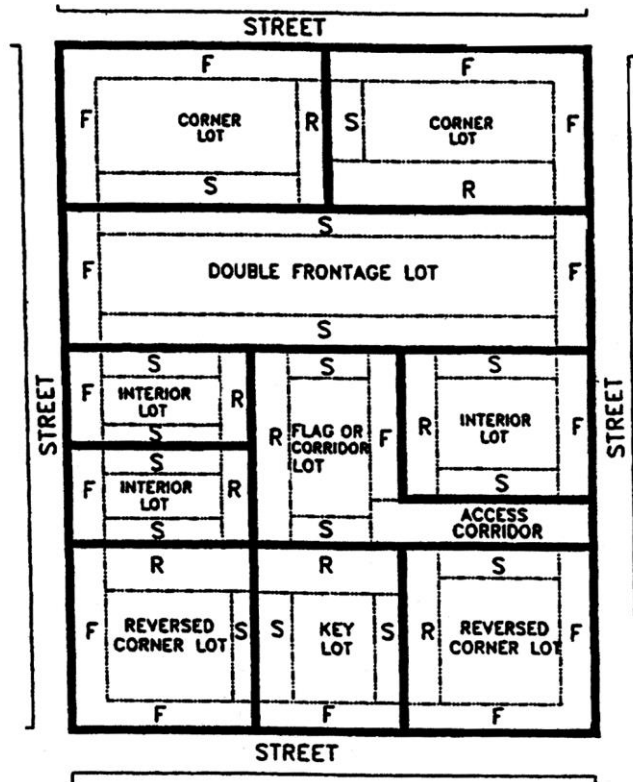 STREET
F F
F CORNER LOT R S CORNER LOT F
S R
S
F DOUBLE FRONTAGE LOT F
S
STREET
STREET
S S S
F INTERIOR LOT R
S
R FLAG OR CORRIDOR LOT F
R INTERIOR LOT F
S
F INTERIOR LOT R
S S S
ACCESS CORRIDOR
R R S
F REVERSED CORNER LOT S
S KEY LOT S
R REVERSED CORNER LOT F
F F F
STREET